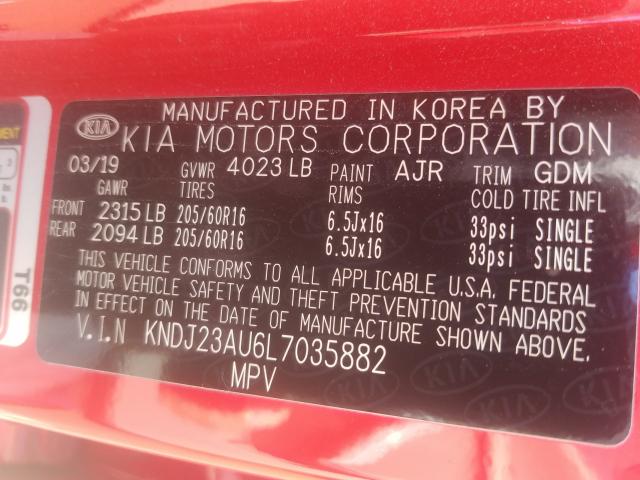 MANUFACTURED IN KOREA BY
KIA KIA MOTORS CORPORATION
03/19 GVWR 4023 LB PAINT AJR TRIM GDM
GAWR TIRES RIMS COLD TIRE INFL
FRONT 2315 LB 205/60R16 6.5Jx16 33psi SINGLE
REAR 2094 LB 205/60R16 6.5Jx16 33psi SINGLE
THIS VEHICLE CONFORMS TO ALL APPLICABLE U.S.A. FEDERAL
MOTOR VEHICLE SAFETY AND THEFT PREVENTION STANDARDS
IN EFFECT ON THE DATE OF MANUFACTURE SHOWN ABOVE.
V.I.N KNDJ23AU6L7035882
MPV
T66